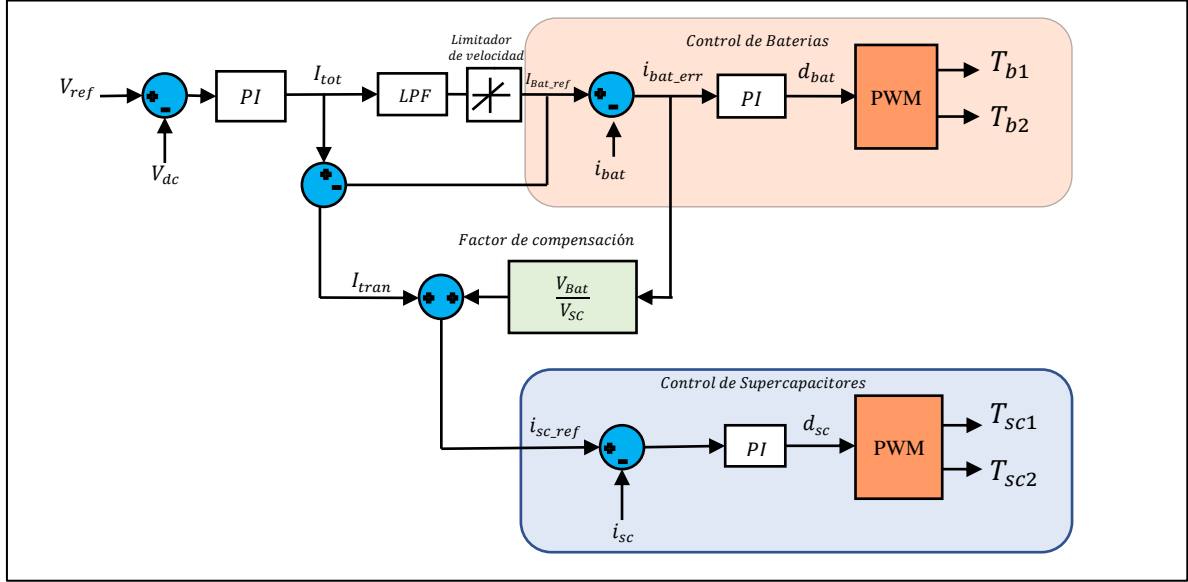 Limitador
de velocidad
Control de Baterias
V_ref
PI
I_tot
LPF
I_Bat_ref
i_bat_err
PI
d_bat
PWM
T_b1
T_b2
V_dc
i_bat
Factor de compensación
I_tran
V_Bat
V_SC
Control de Supercapacitores
i_sc_ref
PI
d_sc
PWM
T_sc1
T_sc2
i_sc